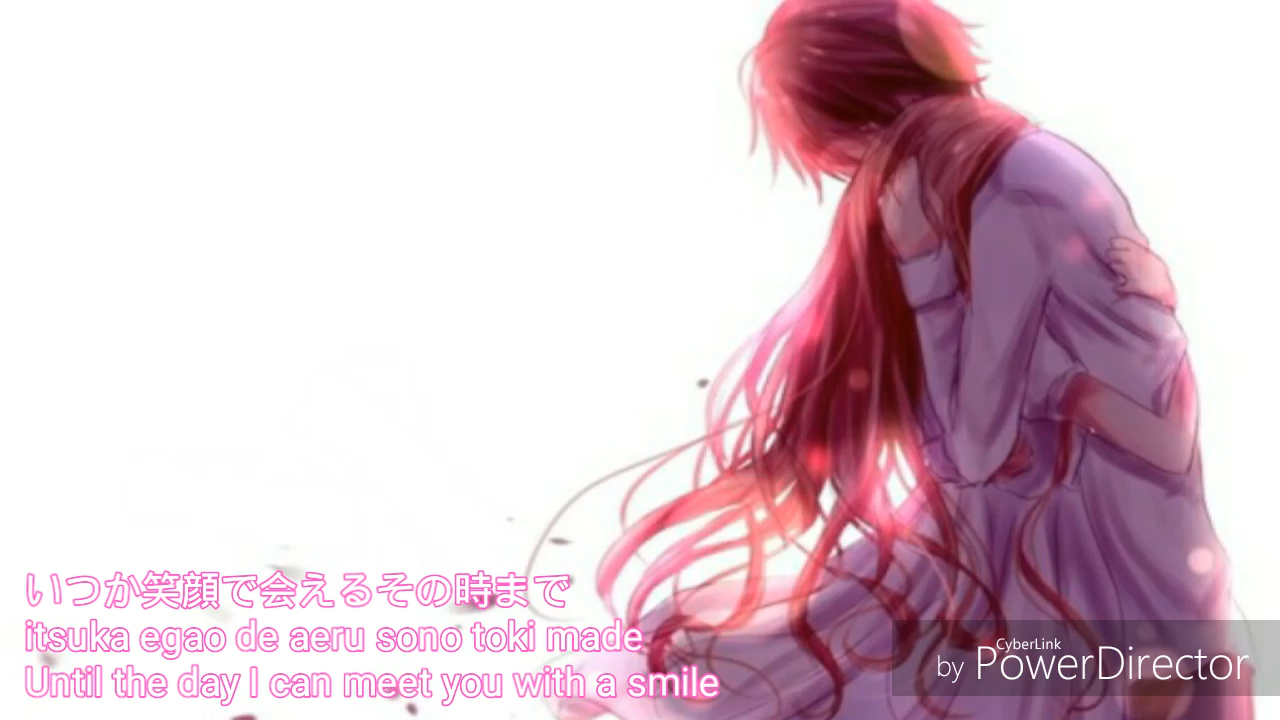 いつか笑顔で会えるその時まで
itsuka egao de aeru sono toki made
Until the day I can meet you with a smile
CyberLink
by PowerDirector